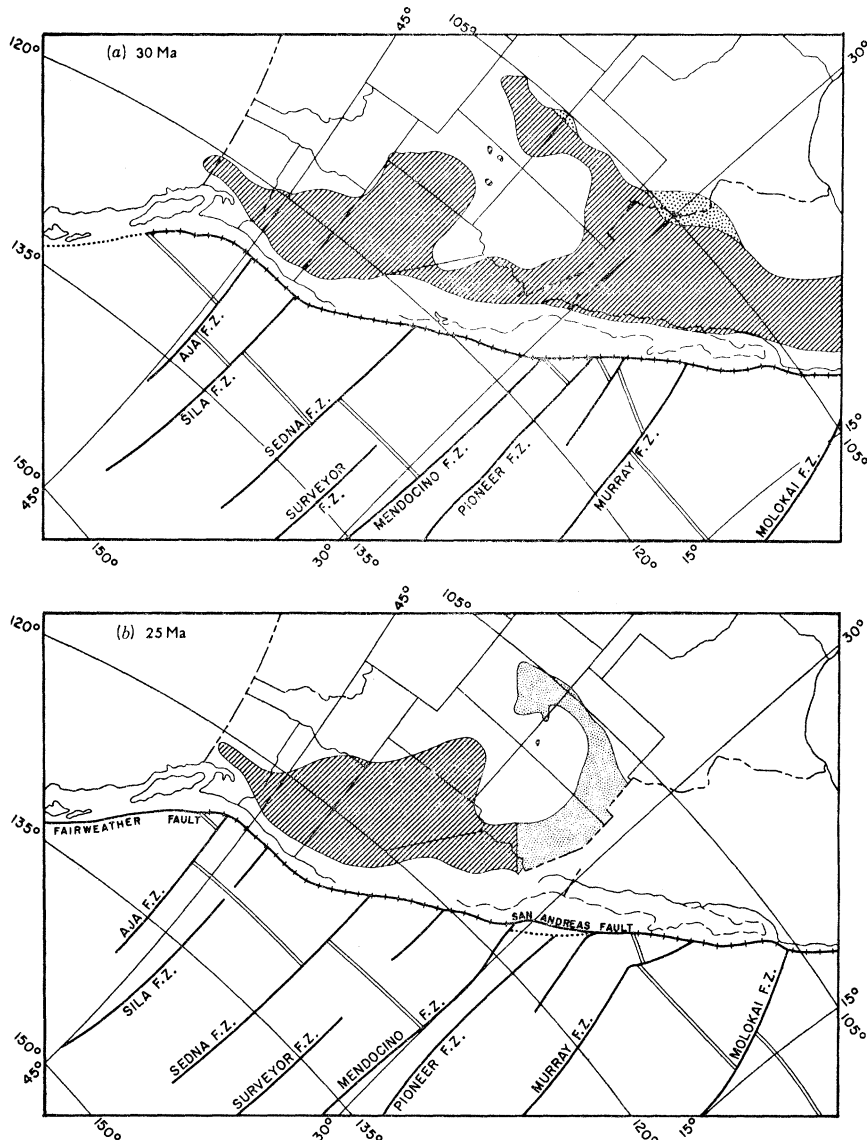 45° 105°
120° (a) 30 Ma 30°
135°
AJA F.Z.
SILA F.Z.
SEDNA F.Z.
SURVEYOR
F.Z.
MENDOCINO F.Z.
PIONEER F.Z.
MURRAY F.Z.
MOLOKAI F.Z.
15°
105°
150°
45°
150° 30° 135° 120° 15°
45° 105°
120° (b) 25 Ma 30°
135°
FAIRWEATHER FAULT
SAN ANDREAS FAULT
AJA F.Z.
SILA F.Z.
SEDNA F.Z.
SURVEYOR F.Z.
MENDOCINO F.Z.
PIONEER F.Z.
MURRAY F.Z.
MOLOKAI F.Z.
15°
105°
150°
45°
150° 30° 135° 120° 15°